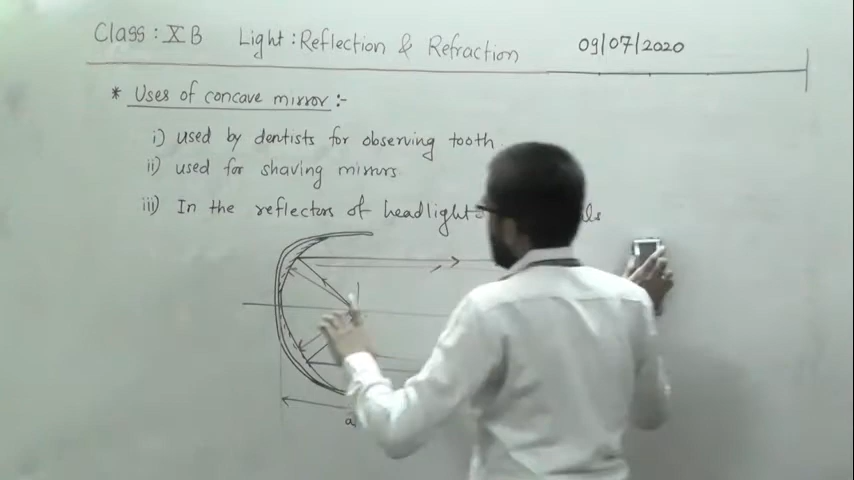 Class : X B Light : Reflection & Refraction 09/07/2020
* Uses of concave mirror :-
i) used by dentists for observing tooth.
ii) used for shaving mirrors
iii) In the reflectors of headlights
a